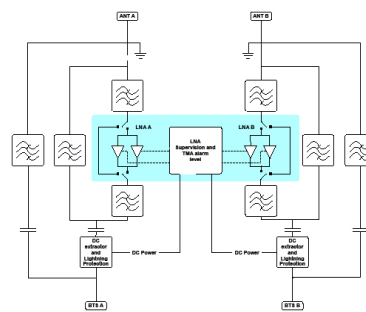 ANT A
ANT B
LNA A
LNA
Supervision and
TMA alarm
level
LNA B
DC
extractor
and
Lightning
Protection
DC Power
DC Power
DC
extractor
and
Lightning
Protection
BTS A
BTS B